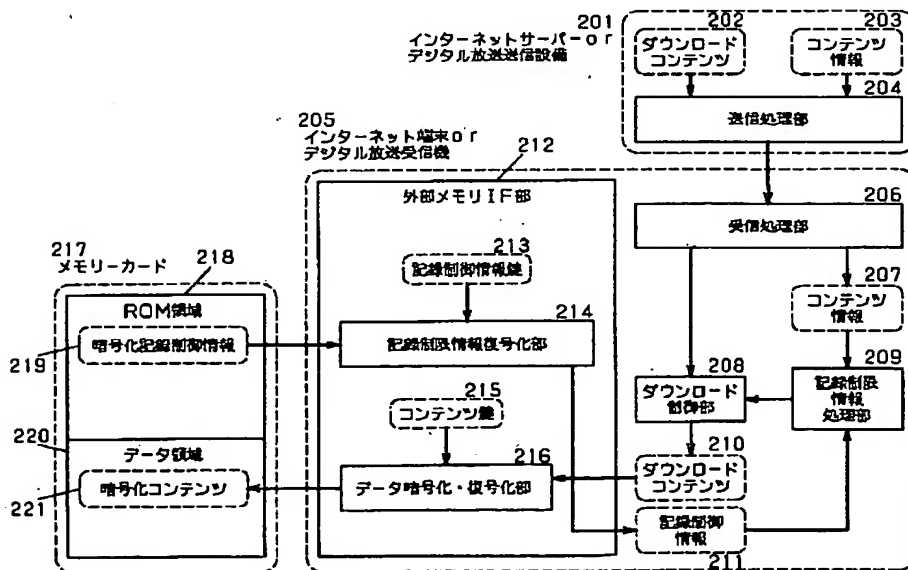 201
インターネットサーバーor
デジタル放送送信設備
202
ダウンロード
コンテンツ
203
コンテンツ
情報
204
送信処理部
205
インターネット端末or
デジタル放送受信機
212
外部メモリIF部
206
受信処理部
213
記録制御情報鍵
207
コンテンツ
情報
217
メモリーカード
218
ROM領域
214
219
暗号化記録制御情報
記録制限情報復号化部
208
ダウンロード
制御部
209
記録制限
情報
処理部
215
コンテンツ鍵
220
データ領域
216
210
ダウンロード
コンテンツ
221
暗号化コンテンツ
データ暗号化・復号化部
記録制御
情報
211